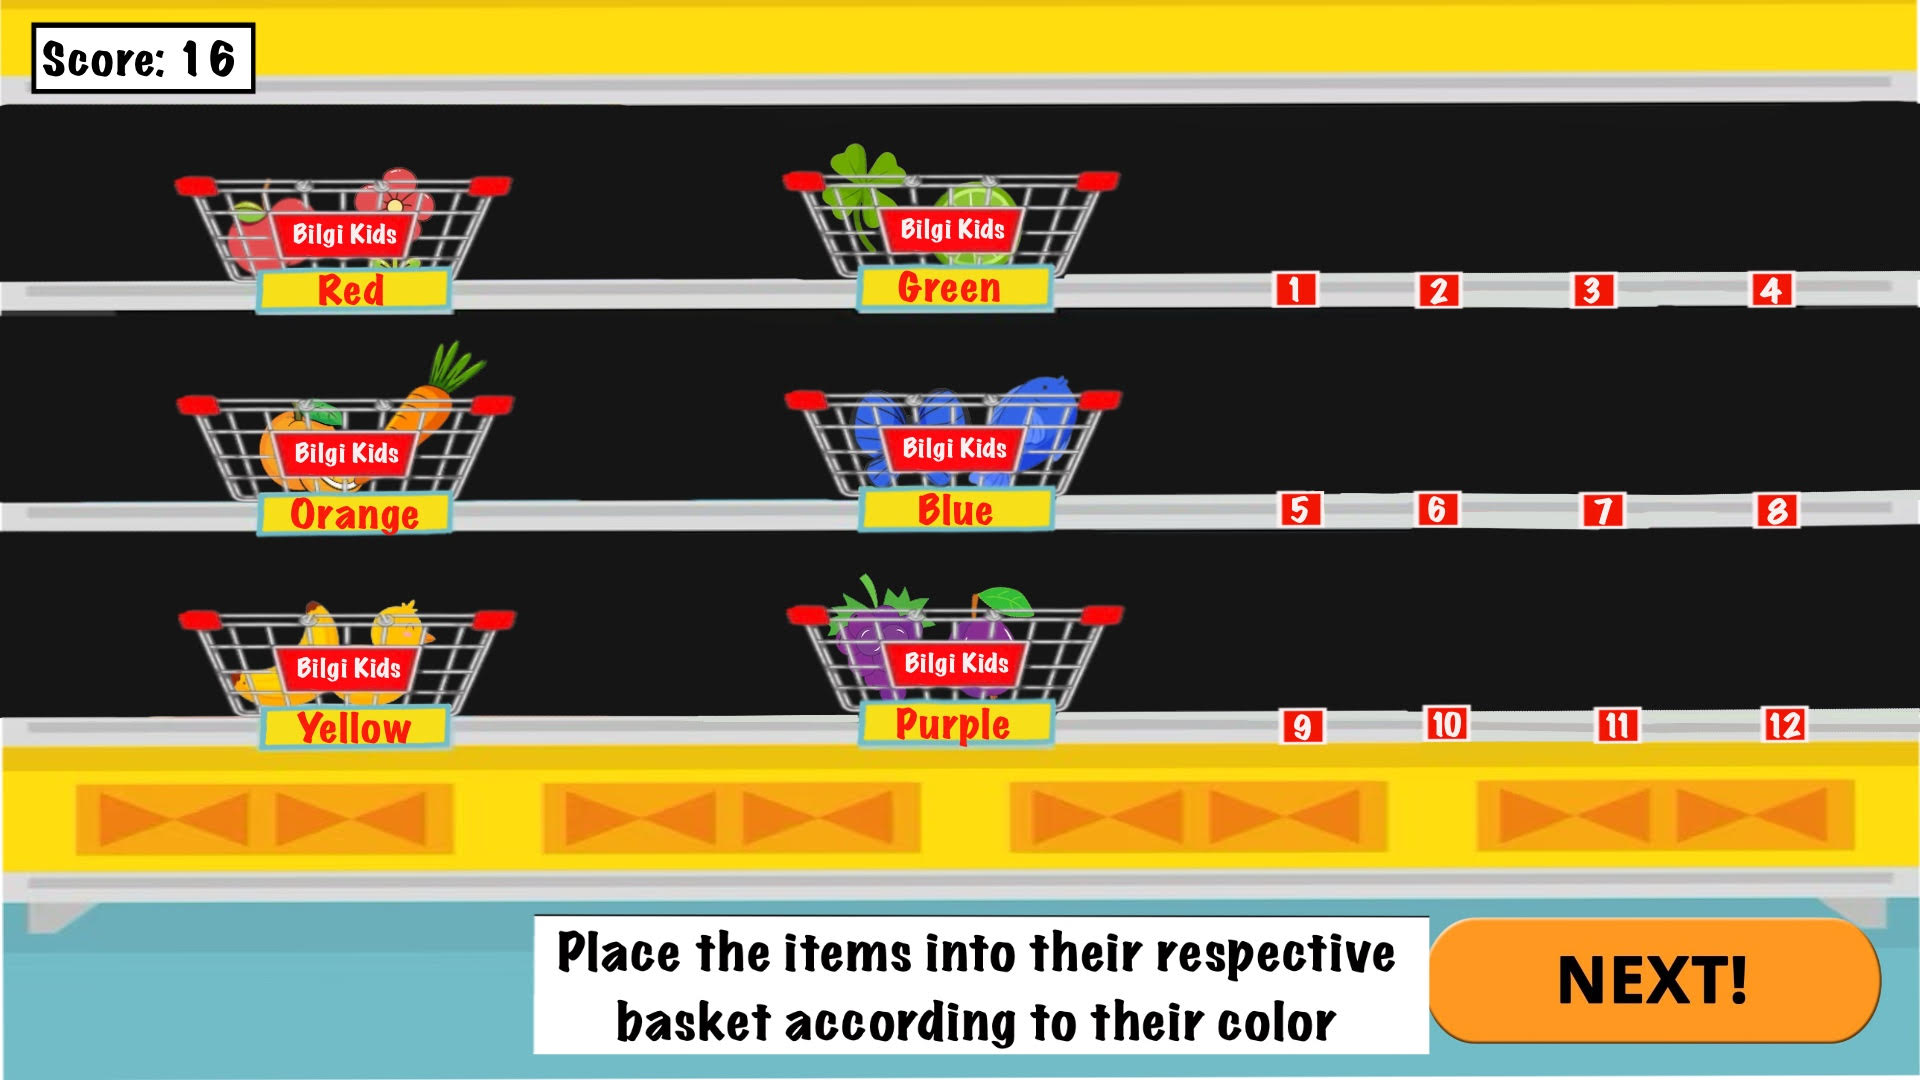 Score: 16
Bilgi Kids
Red
Bilgi Kids
Green
1 2 3 4
Bilgi Kids
Orange
Bilgi Kids
Blue
5 6 7 8
Bilgi Kids
Yellow
Bilgi Kids
Purple
9 10 11 12
Place the items into their respective
basket according to their color
NEXT!